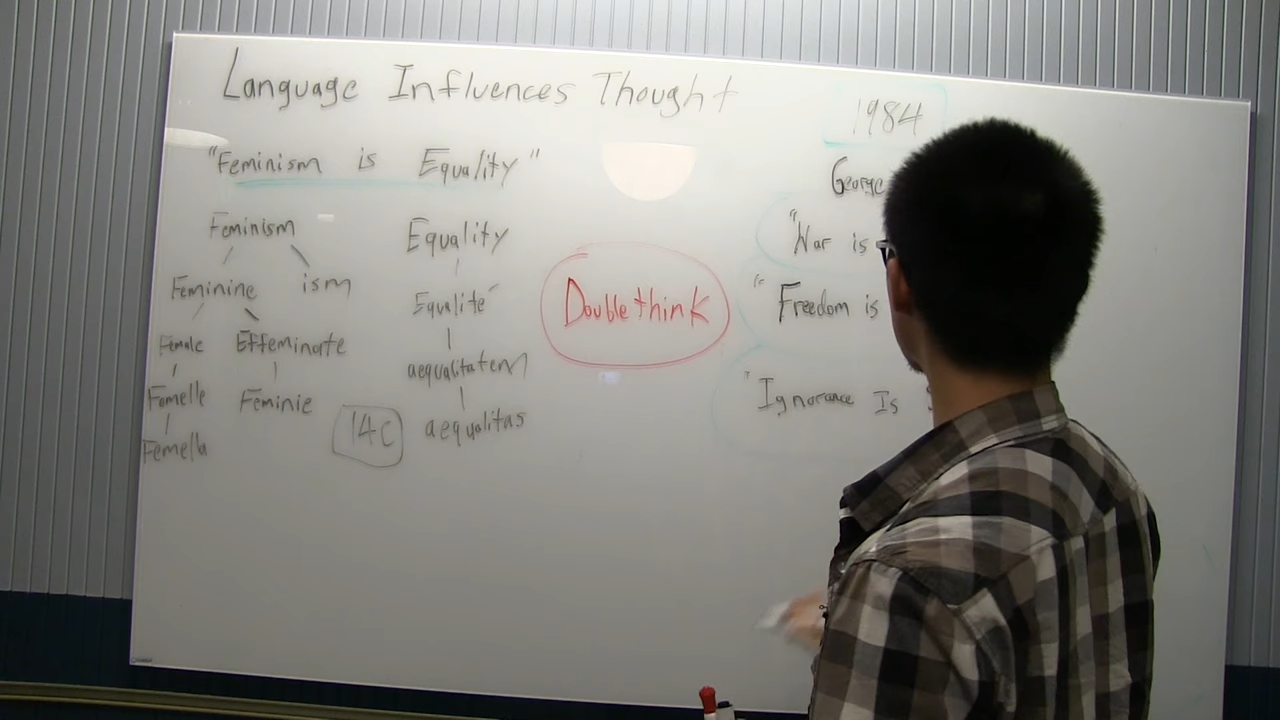 Language Influences Thought
"Feminism is Equality"
Feminism
Feminine ism
Female Effeminate
Femelle Feminie
Femella
Equality
Equalité
aequalitatem
aequalitas
14c
Doublethink
1984
George
"War is
"Freedom is
"Ignorance Is